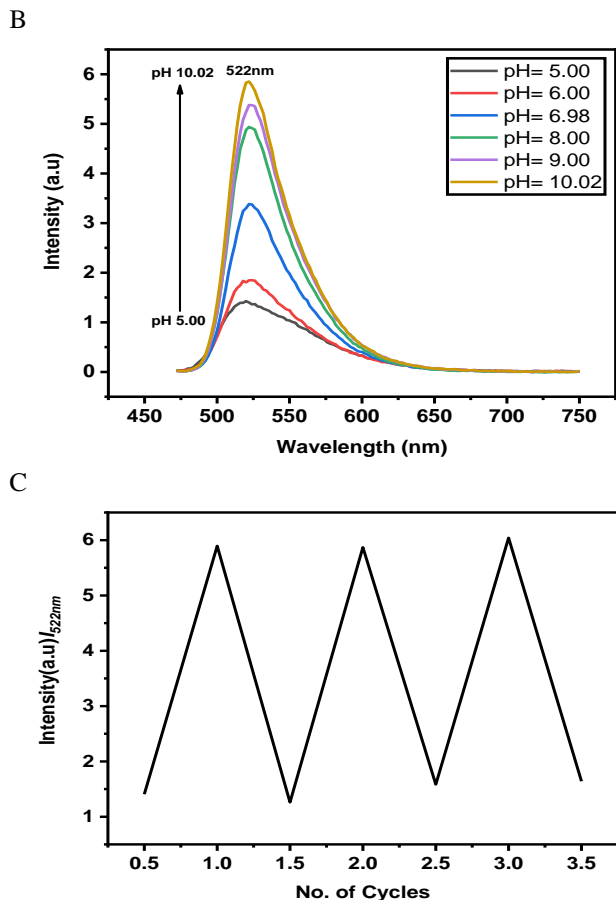 B
pH 10.02
522nm
pH= 5.00
pH= 6.00
pH= 6.98
pH= 8.00
pH= 9.00
pH= 10.02
pH 5.00
Intensity (a.u)
6
5
4
3
2
1
0
450 500 550 600 650 700 750
Wavelength (nm)
C
Intensity(a.u)I522nm
6
5
4
3
2
1
0.5 1.0 1.5 2.0 2.5 3.0 3.5
No. of Cycles